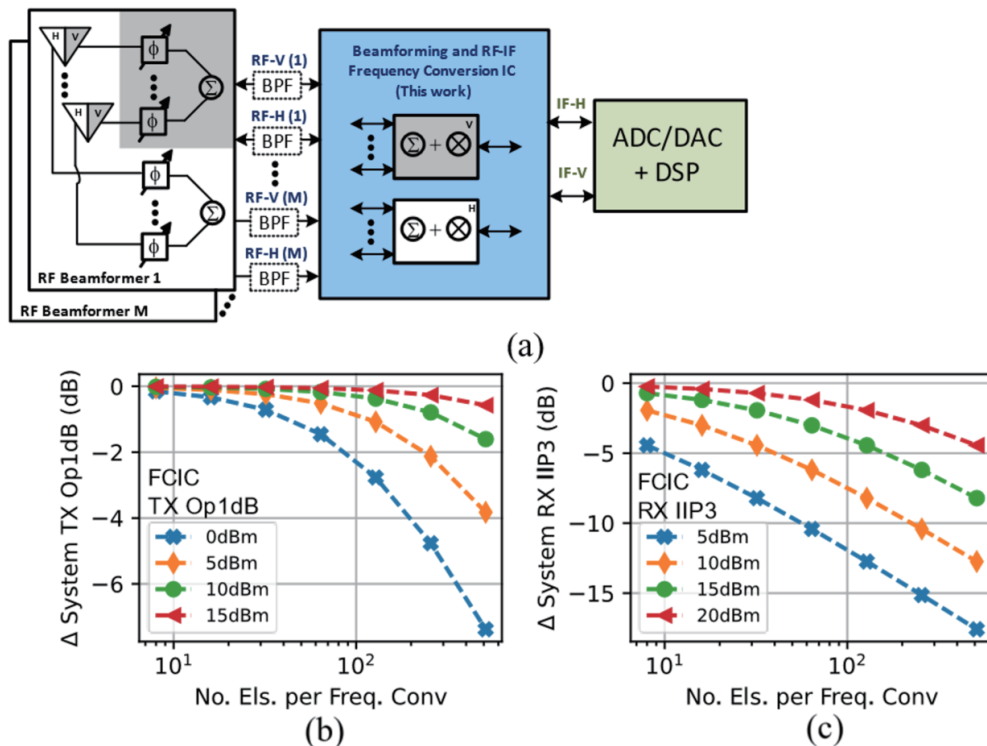 H V
ϕ
H V
ϕ
Σ
ϕ
ϕ
Σ
RF Beamformer 1
RF Beamformer M
RF-V (1)
BPF
RF-H (1)
BPF
RF-V (M)
BPF
RF-H (M)
BPF
Beamforming and RF-IF
Frequency Conversion IC
(This work)
V
Σ + ⊗
H
Σ + ⊗
IF-H
IF-V
ADC/DAC
+ DSP
(a)
Δ System TX Op1dB (dB)
0
−2
−4
−6
FCIC
TX Op1dB
0dBm
5dBm
10dBm
15dBm
10¹ 10²
No. Els. per Freq. Conv
(b)
Δ System RX IIP3 (dB)
0
−5
−10
−15
FCIC
RX IIP3
5dBm
10dBm
15dBm
20dBm
10¹ 10²
No. Els. per Freq. Conv
(c)